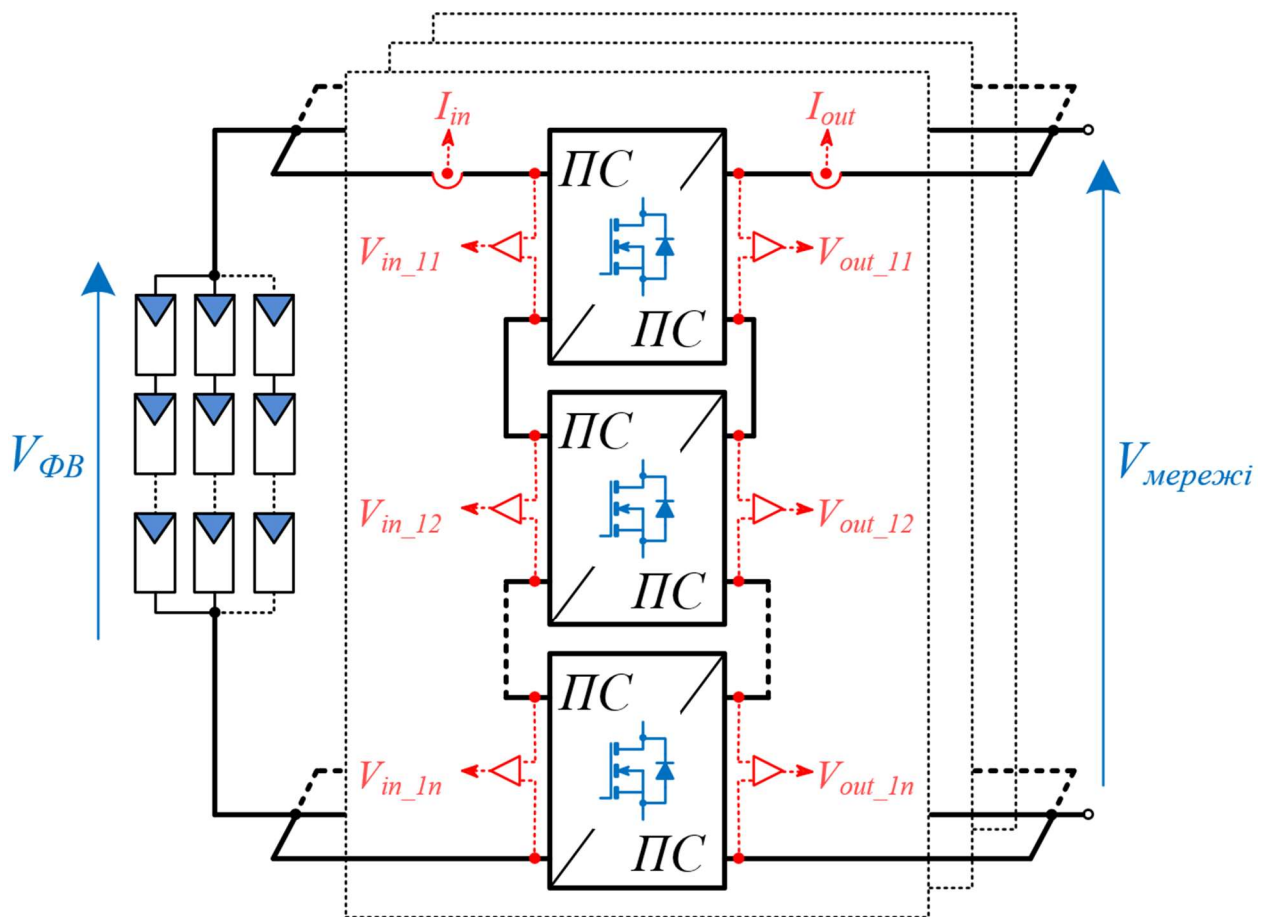 I_in
I_out
ПС
V_in_11
V_out_11
ПС
V_ФВ
ПС
V_мережі
V_in_12
V_out_12
ПС
ПС
V_in_1n
V_out_1n
ПС